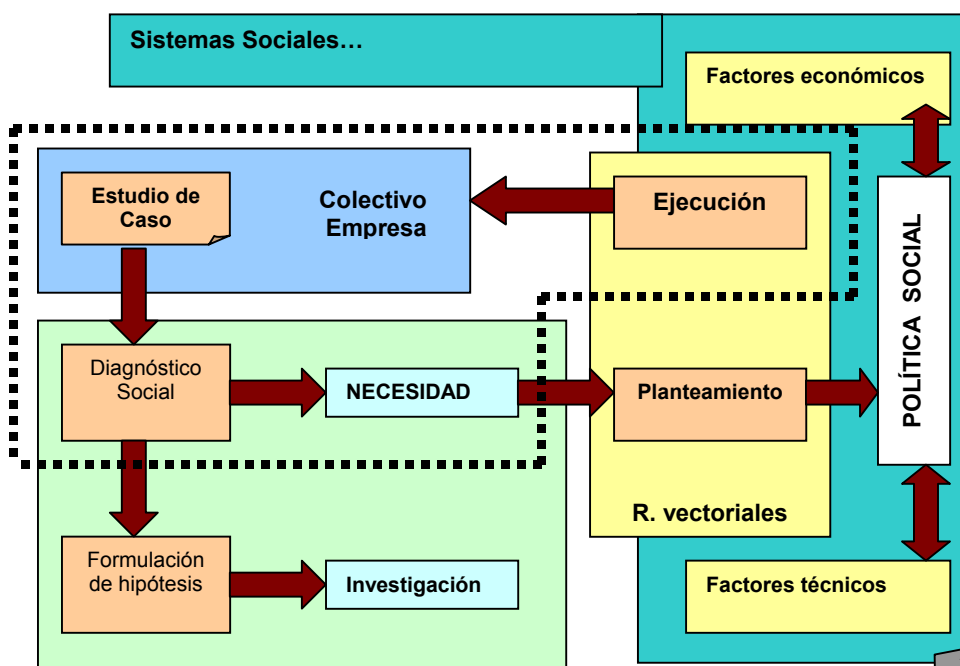 Sistemas Sociales…
Factores económicos
Estudio de
Caso
Colectivo
Empresa
Ejecución
POLÍTICA SOCIAL
Diagnóstico
Social
NECESIDAD
Planteamiento
R. vectoriales
Formulación
de hipótesis
Investigación
Factores técnicos